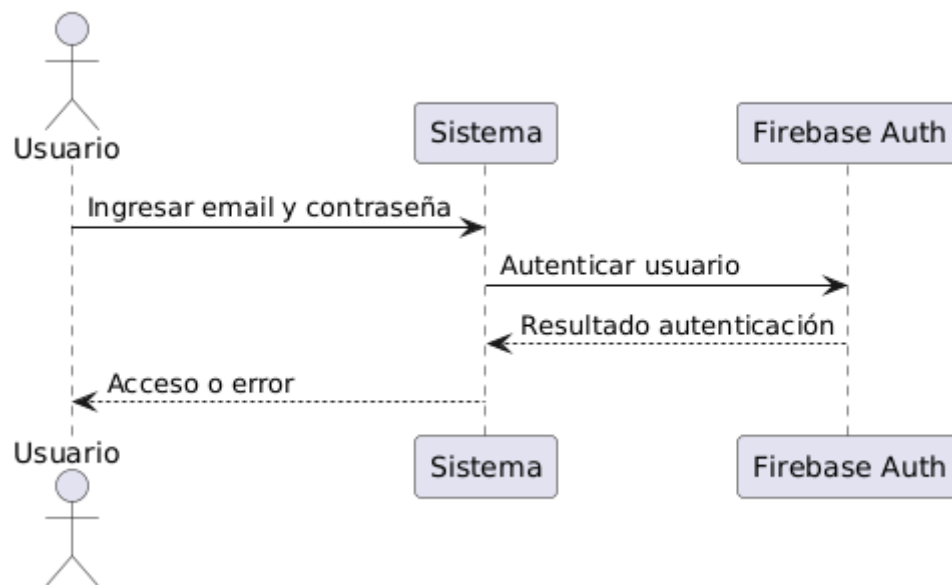 Usuario
Sistema
Firebase Auth
Ingresar email y contraseña
Autenticar usuario
Resultado autenticación
Acceso o error
Usuario
Sistema
Firebase Auth